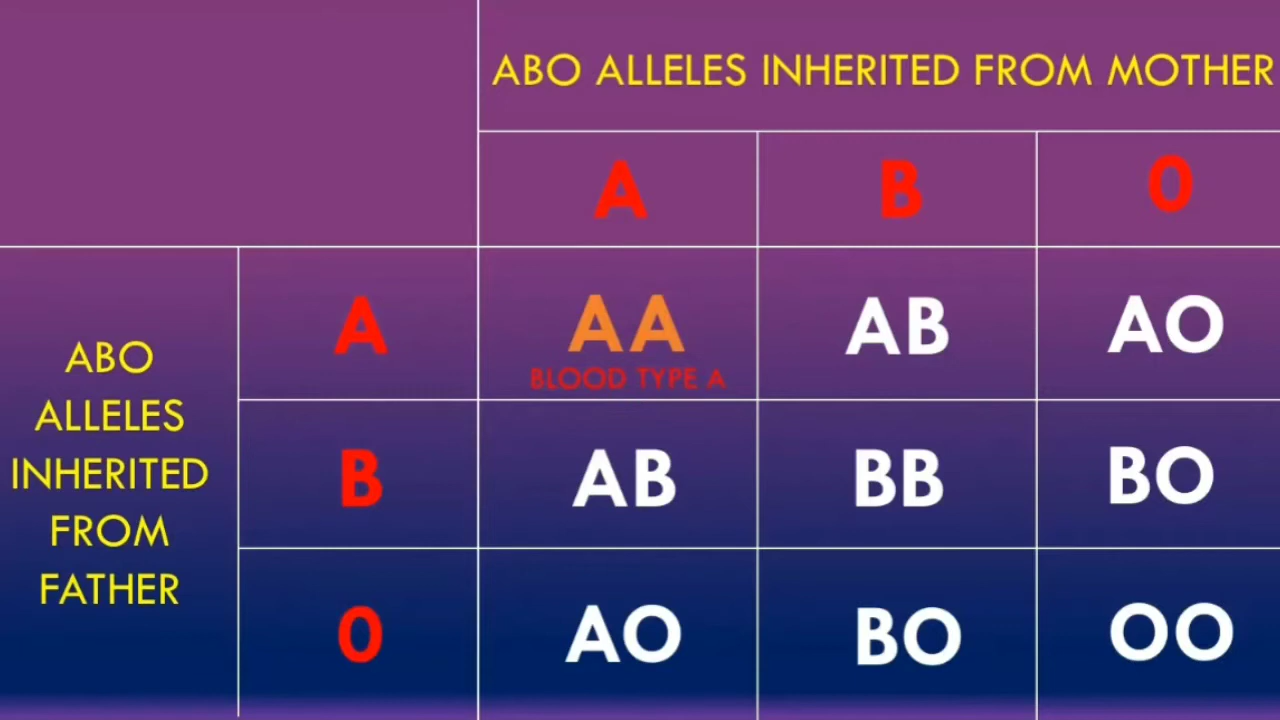 ABO ALLELES INHERITED FROM MOTHER
A B 0
ABO
ALLELES
INHERITED
FROM
FATHER
A AA AB AO
BLOOD TYPE A
B AB BB BO
0 AO BO OO